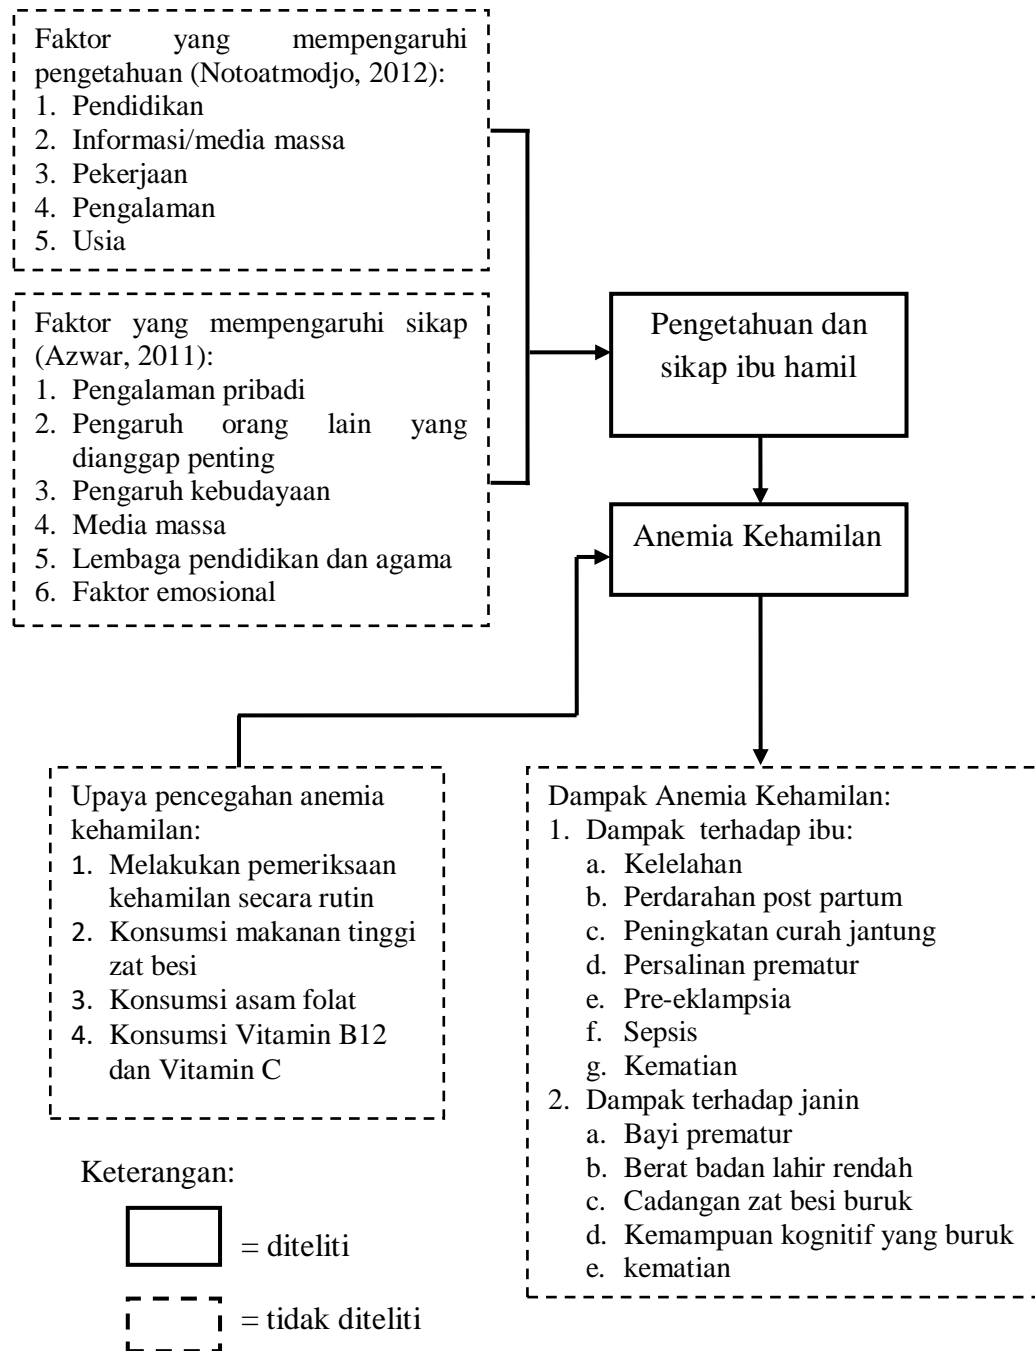 Faktor yang mempengaruhi
pengetahuan (Notoatmodjo, 2012):
1. Pendidikan
2. Informasi/media massa
3. Pekerjaan
4. Pengalaman
5. Usia
Faktor yang mempengaruhi sikap
(Azwar, 2011):
1. Pengalaman pribadi
2. Pengaruh orang lain yang
dianggap penting
3. Pengaruh kebudayaan
4. Media massa
5. Lembaga pendidikan dan agama
6. Faktor emosional
Pengetahuan dan
sikap ibu hamil
Anemia Kehamilan
Upaya pencegahan anemia
kehamilan:
1. Melakukan pemeriksaan
kehamilan secara rutin
2. Konsumsi makanan tinggi
zat besi
3. Konsumsi asam folat
4. Konsumsi Vitamin B12
dan Vitamin C
Dampak Anemia Kehamilan:
1. Dampak terhadap ibu:
a. Kelelahan
b. Perdarahan post partum
c. Peningkatan curah jantung
d. Persalinan prematur
e. Pre-eklampsia
f. Sepsis
g. Kematian
2. Dampak terhadap janin
a. Bayi prematur
b. Berat badan lahir rendah
c. Cadangan zat besi buruk
d. Kemampuan kognitif yang buruk
e. kematian
Keterangan:
= diteliti
= tidak diteliti